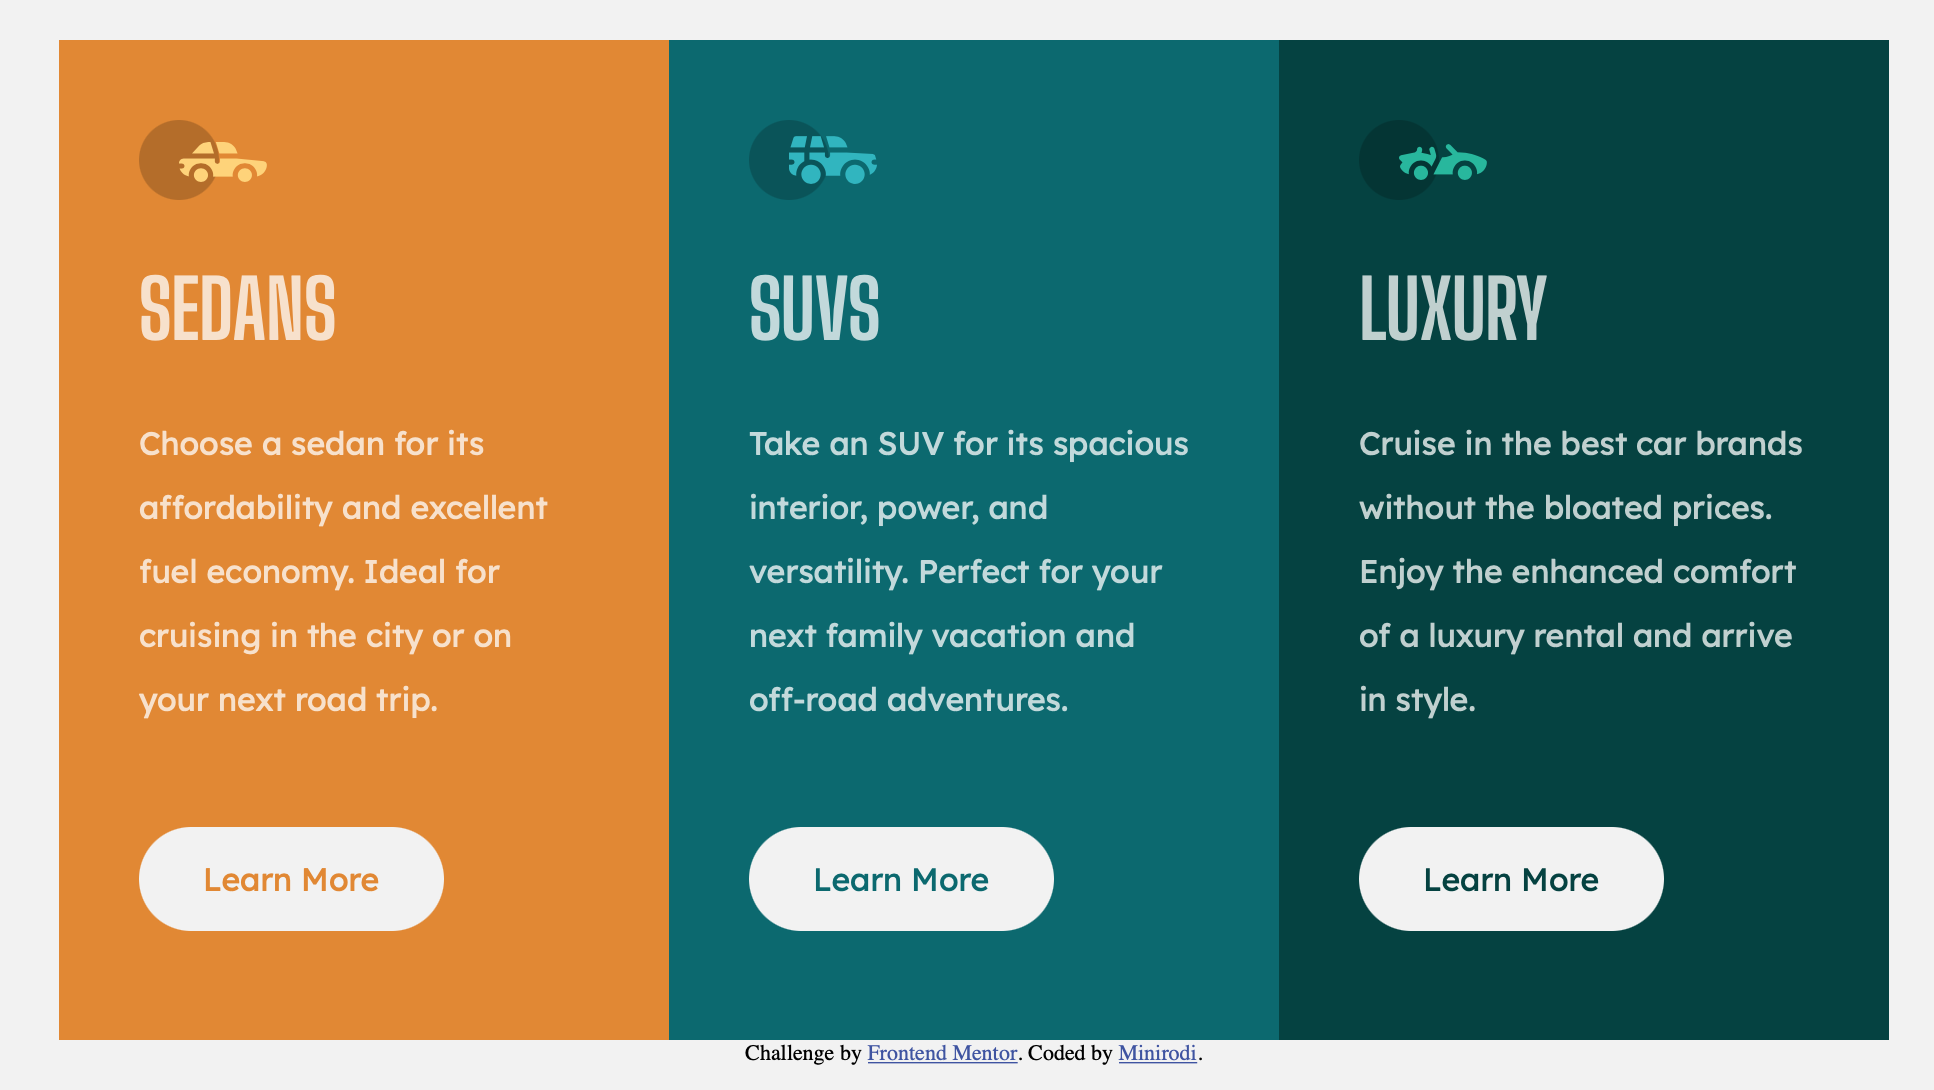 SEDANS
Choose a sedan for its
affordability and excellent
fuel economy. Ideal for
cruising in the city or on
your next road trip.
Learn More
SUVS
Take an SUV for its spacious
interior, power, and
versatility. Perfect for your
next family vacation and
off-road adventures.
Learn More
LUXURY
Cruise in the best car brands
without the bloated prices.
Enjoy the enhanced comfort
of a luxury rental and arrive
in style.
Learn More
Challenge by Frontend Mentor. Coded by Minirodi.